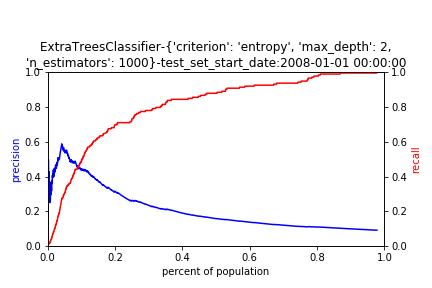 ExtraTreesClassifier-{'criterion': 'entropy', 'max_depth': 2,
'n_estimators': 1000}-test_set_start_date:2008-01-01 00:00:00
1.0
0.8
0.6
0.4
0.2
0.0
precision
1.0
0.8
0.6
0.4
0.2
0.0
recall
0.0 0.2 0.4 0.6 0.8 1.0
percent of population